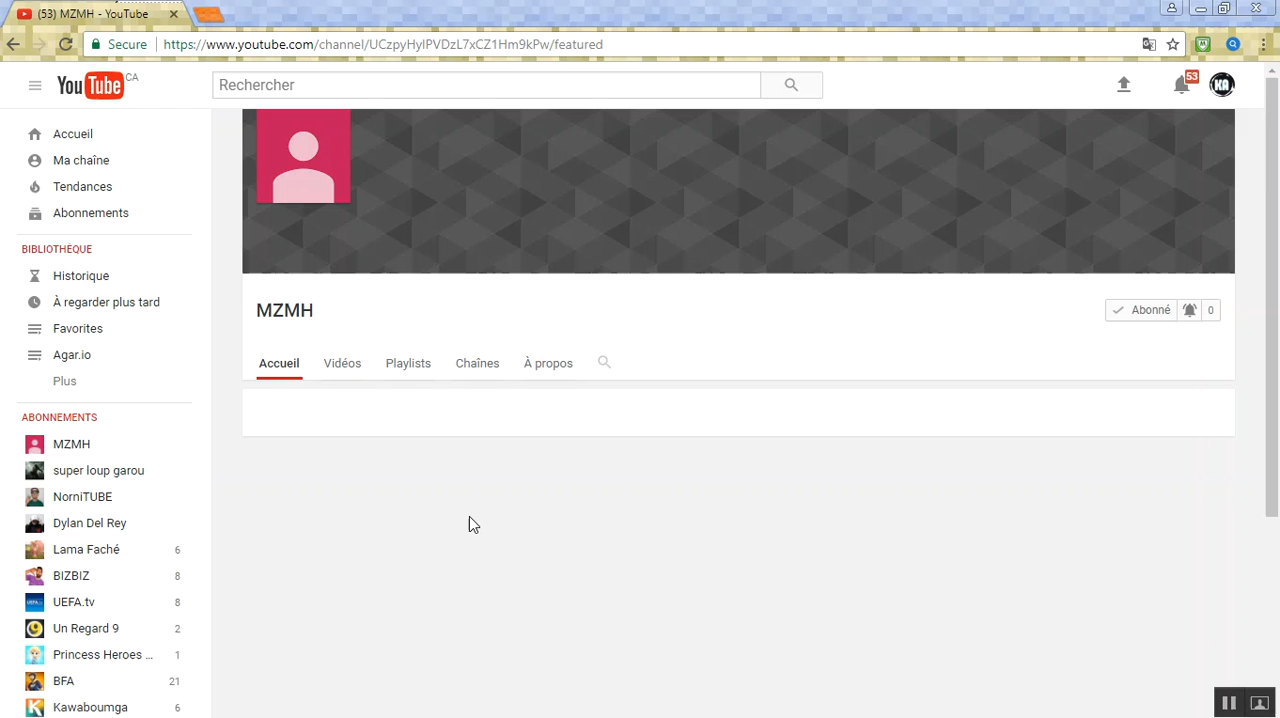 (53) MZMH - YouTube
Secure https://www.youtube.com/channel/UCzpyHyIPVDzL7xCZ1Hm9kPw/featured
YouTube CA
Rechercher
53
KA
Accueil
Ma chaîne
Tendances
Abonnements
BIBLIOTHÈQUE
Historique
À regarder plus tard
Favorites
Agar.io
Plus
ABONNEMENTS
MZMH
super loup garou
NorniTUBE
Dylan Del Rey
Lama Faché 6
BIZBIZ 8
UEFA.tv 8
Un Regard 9 2
Princess Heroes ... 1
BFA 21
Kawaboumga 6
MZMH
Abonné 0
Accueil Vidéos Playlists Chaînes À propos